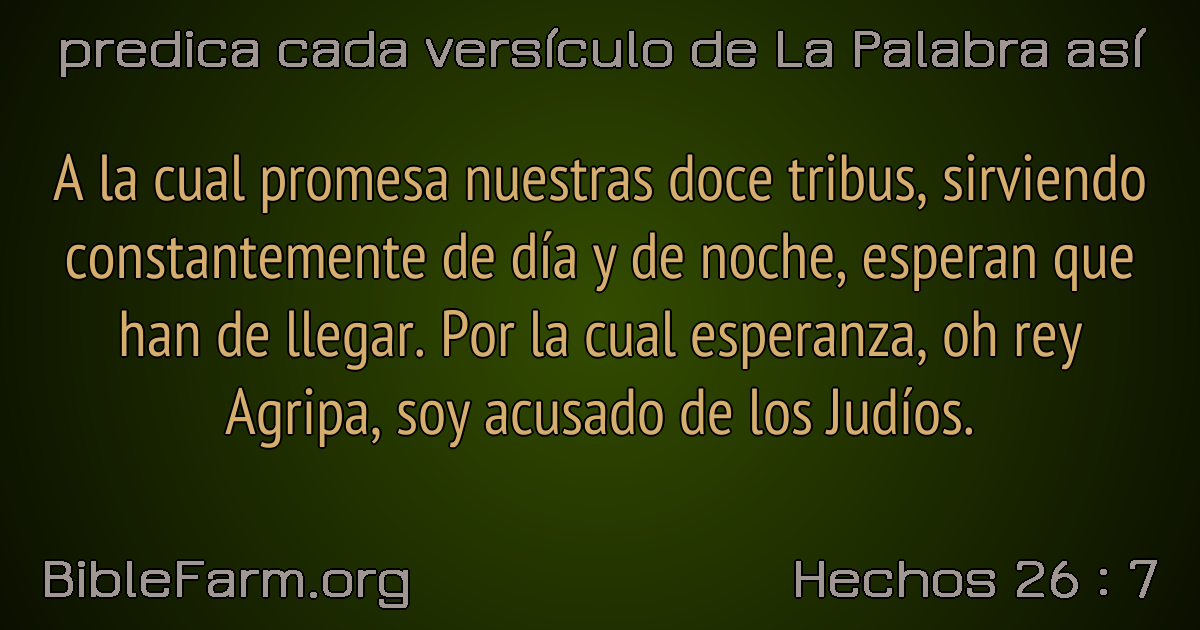 predica cada versículo de La Palabra así
A la cual promesa nuestras doce tribus, sirviendo
constantemente de día y de noche, esperan que
han de llegar. Por la cual esperanza, oh rey
Agripa, soy acusado de los Judíos.
BibleFarm.org
Hechos 26 : 7